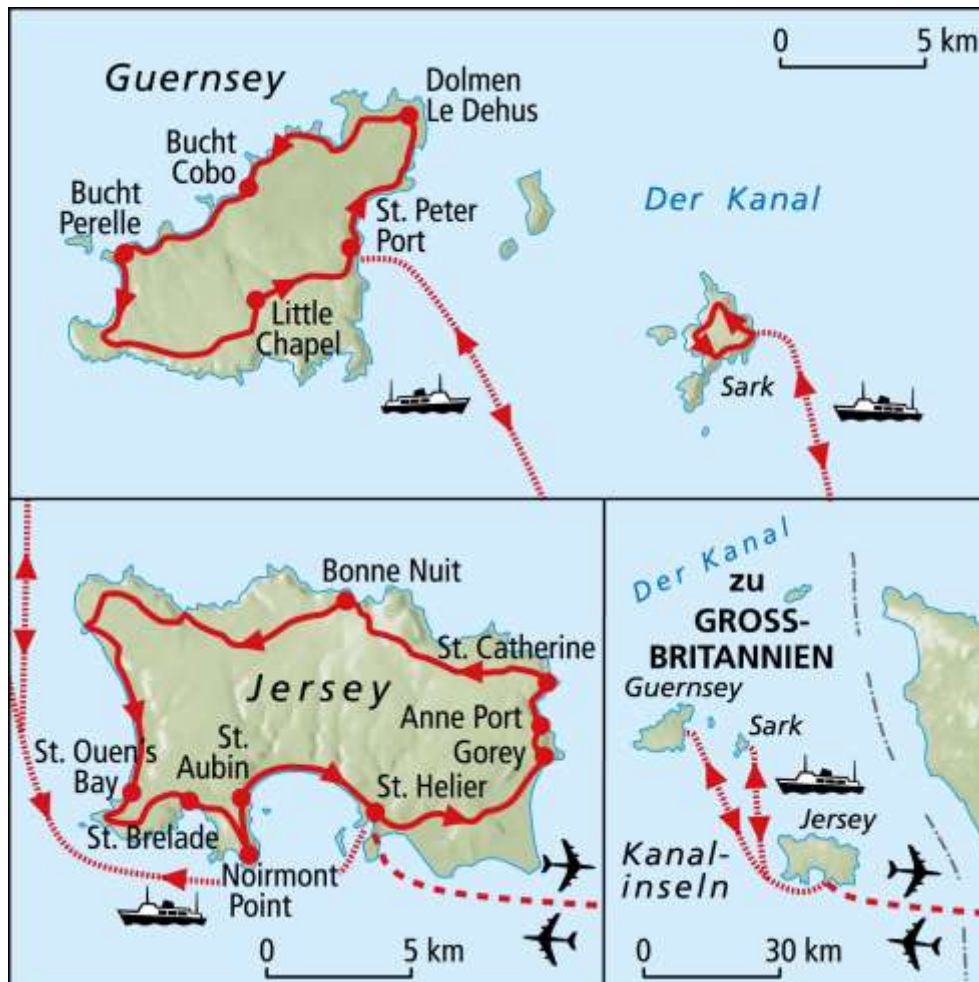 Guernsey
Dolmen
Le Dehus
0 5 km
Bucht
Cobo
Bucht
Perelle
St. Peter
Port
Der Kanal
Little
Chapel
Sark
Bonne Nuit
St. Catherine
Jersey
Anne Port
Gorey
St. Ouen's
Bay
St.
Aubin
St. Helier
St. Brelade
Noirmont
Point
0 5 km
Der Kanal
zu
GROSS-
BRITANNIEN
Guernsey
Sark
Jersey
Kanal-
inseln
0 30 km